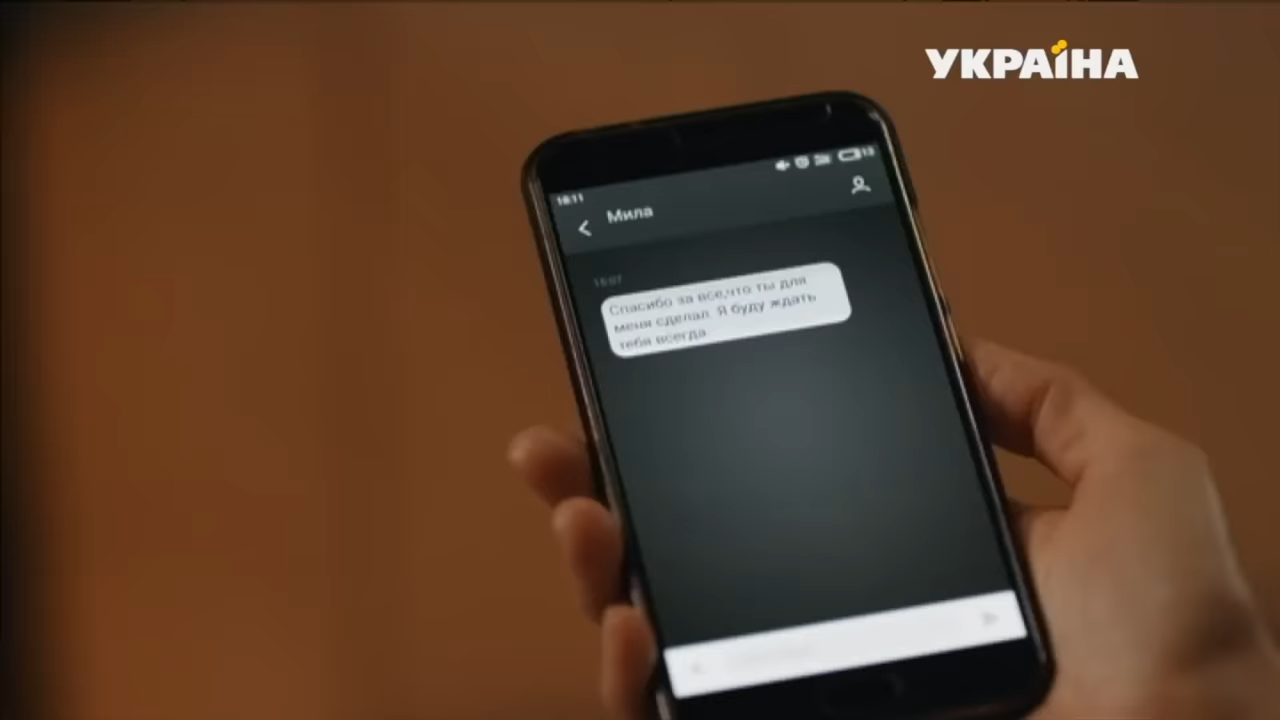 УКРАЇНА
Мила
Спасибо за все,что ты для
меня сделал. Я буду ждать
тебя всегда